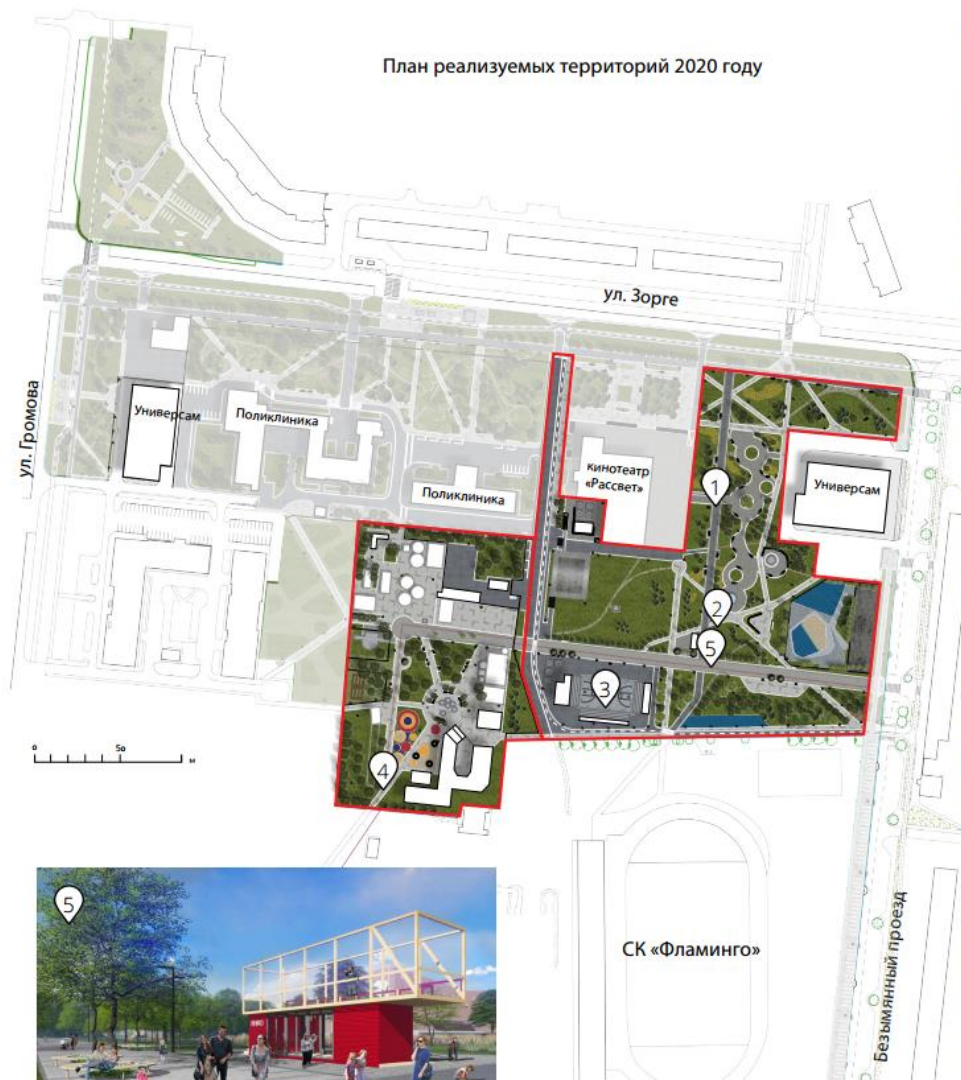 План реализуемых территорий 2020 году
ул. Зорге
ул. Громова
Универсам
Поликлиника
Поликлиника
кинотеатр
«Рассвет»
Универсам
1
2
5
3
4
0
50
м
5
СК «Фламинго»
Безымянный проезд